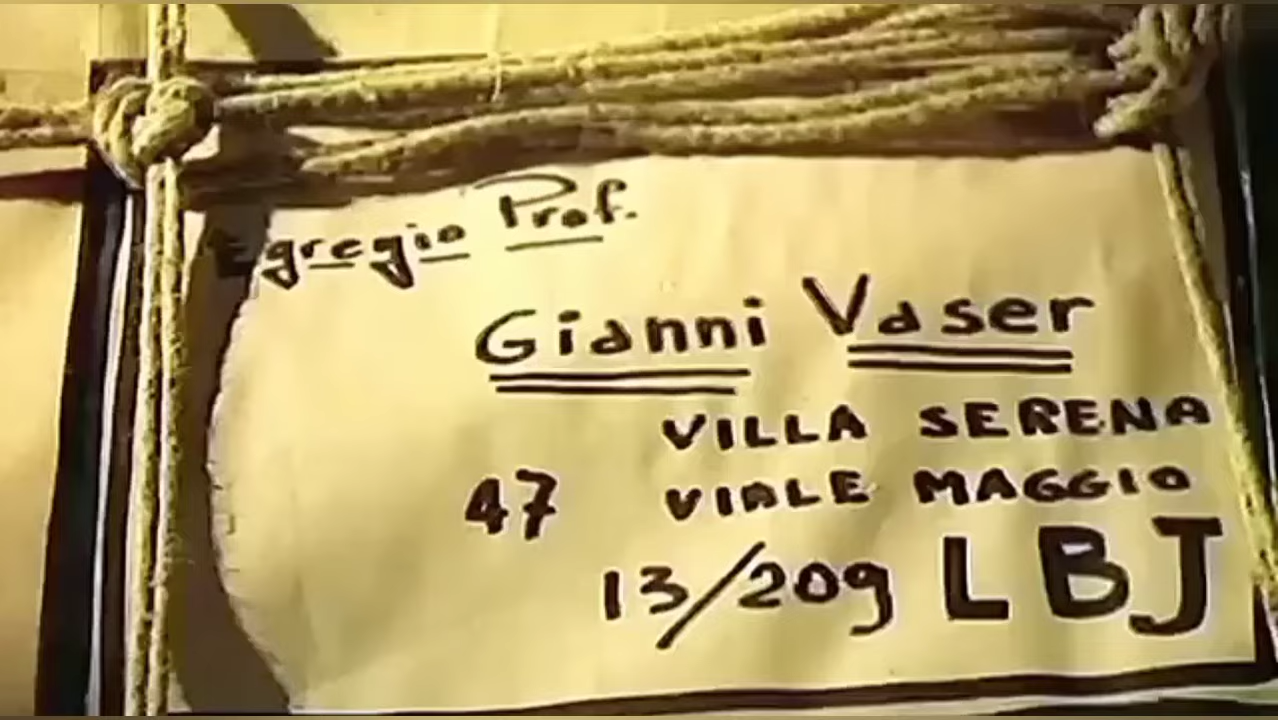 Egregio Prof.
Gianni Vaser
VILLA SERENA
47 VIALE MAGGIO
13/209 LBJ